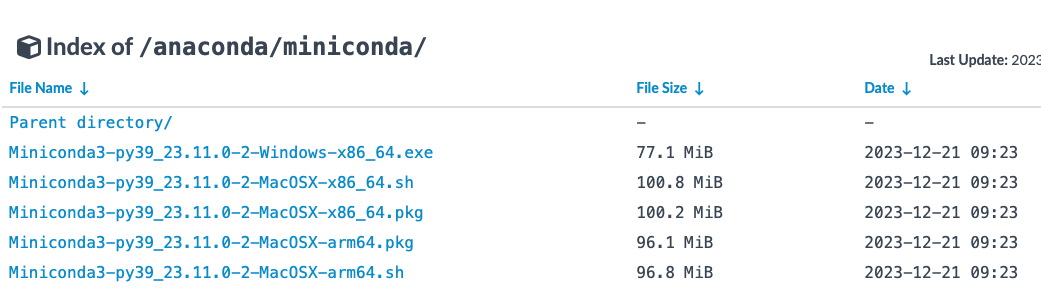 Index of /anaconda/miniconda/
Last Update: 2023
File Name ↓ File Size ↓ Date ↓
Parent directory/ – –
Miniconda3-py39_23.11.0-2-Windows-x86_64.exe 77.1 MiB 2023-12-21 09:23
Miniconda3-py39_23.11.0-2-MacOSX-x86_64.sh 100.8 MiB 2023-12-21 09:23
Miniconda3-py39_23.11.0-2-MacOSX-x86_64.pkg 100.2 MiB 2023-12-21 09:23
Miniconda3-py39_23.11.0-2-MacOSX-arm64.pkg 96.1 MiB 2023-12-21 09:23
Miniconda3-py39_23.11.0-2-MacOSX-arm64.sh 96.8 MiB 2023-12-21 09:23